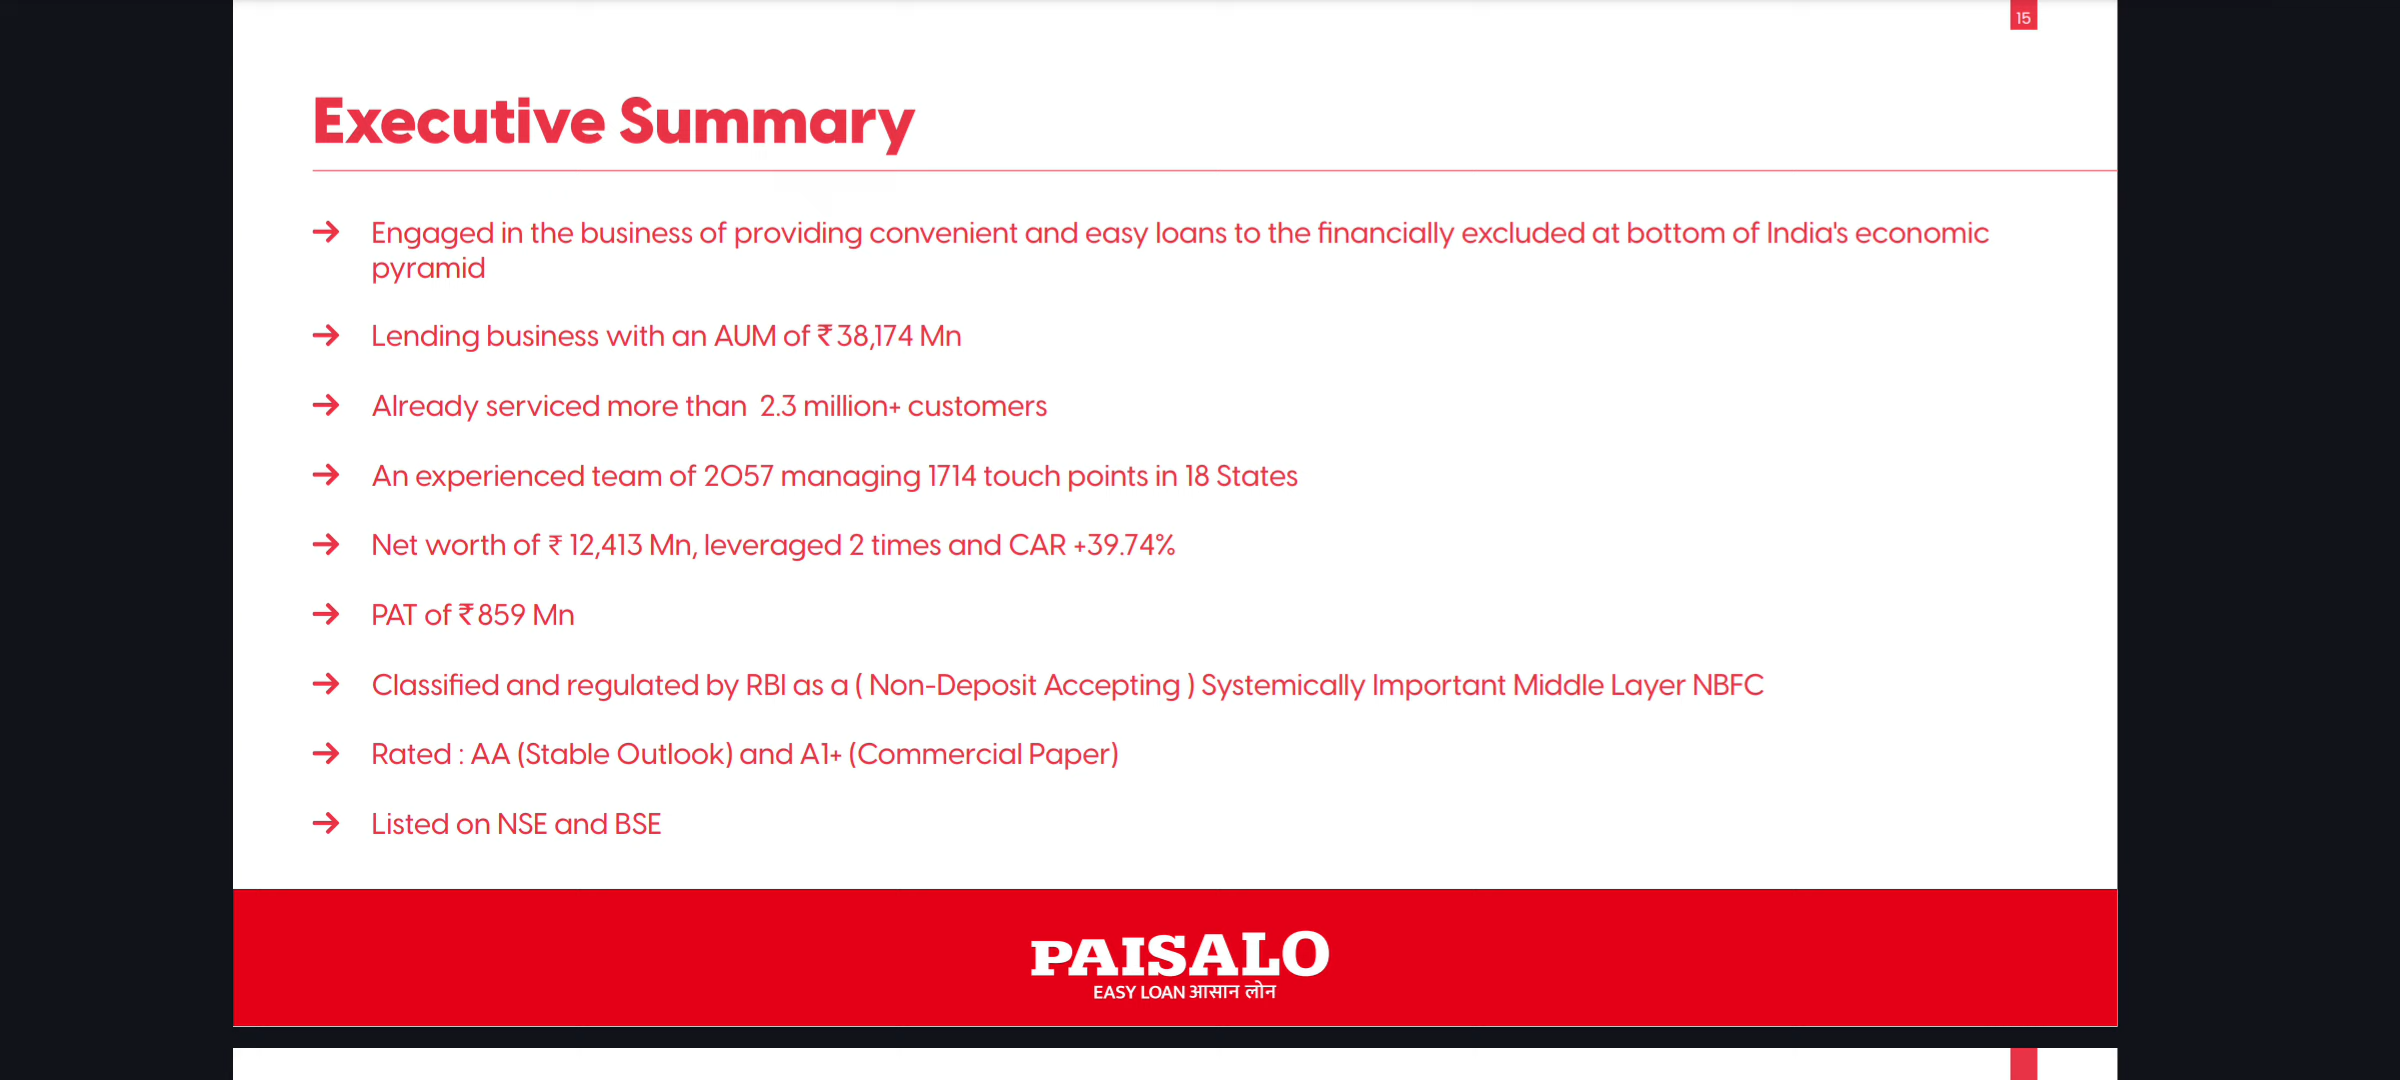 15
Executive Summary
→ Engaged in the business of providing convenient and easy loans to the financially excluded at bottom of India's economic
pyramid
→ Lending business with an AUM of ₹ 38,174 Mn
→ Already serviced more than  2.3 million+ customers
→ An experienced team of 2057 managing 1714 touch points in 18 States
→ Net worth of ₹ 12,413 Mn, leveraged 2 times and CAR +39.74%
→ PAT of ₹ 859 Mn
→ Classified and regulated by RBI as a ( Non-Deposit Accepting ) Systemically Important Middle Layer NBFC
→ Rated : AA (Stable Outlook) and A1+ (Commercial Paper)
→ Listed on NSE and BSE
PAISALO
EASY LOAN आसान लोन